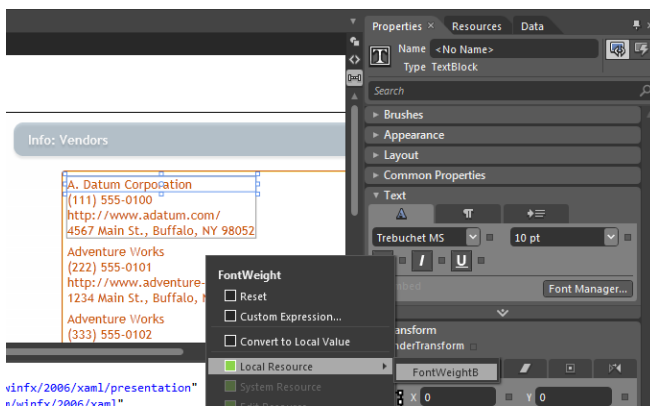 Properties × Resources Data
Name <No Name>
Type TextBlock
Search
Brushes
Appearance
Layout
Common Properties
Text
A ¶
Trebuchet MS 10 pt
I U
Font Manager...
Transform
RenderTransform
X 0 Y 0
Info: Vendors
A. Datum Corporation
(111) 555-0100
http://www.adatum.com/
4567 Main St., Buffalo, NY 98052
Adventure Works
(222) 555-0101
http://www.adventure-
1234 Main St., Buffalo, N
Adventure Works
(333) 555-0102
FontWeight
Reset
Custom Expression...
Convert to Local Value
Local Resource
System Resource
Edit Resource
FontWeightB
winfx/2006/xaml/presentation"
/winfx/2006/xaml"